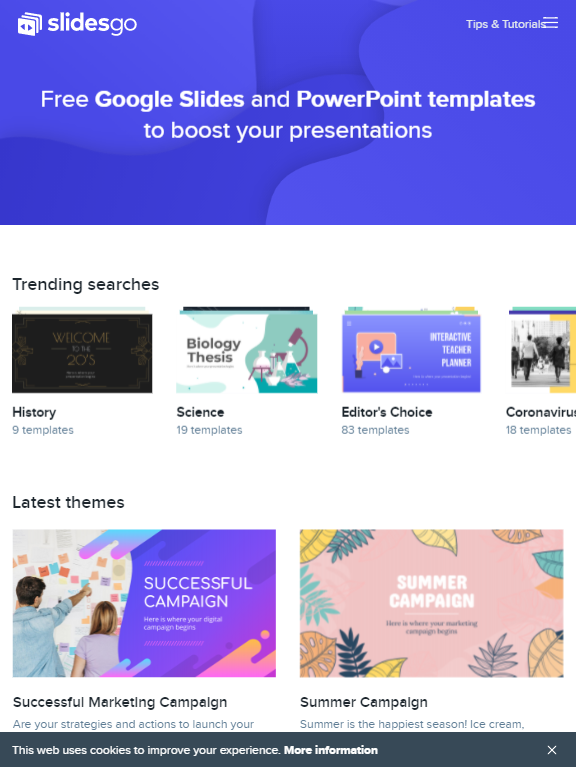 slidesgo
Tips & Tutorials
Free Google Slides and PowerPoint templates
to boost your presentations
Trending searches
WELCOME
TO THE
20'S
Biology
Thesis
INTERACTIVE
TEACHER
PLANNER
History
9 templates
Science
19 templates
Editor's Choice
83 templates
Coronavirus
18 templates
Latest themes
SUCCESSFUL
CAMPAIGN
Here is where your digital
campaign begins
SUMMER
CAMPAIGN
Here is where your marketing
campaign begins
Successful Marketing Campaign
Are your strategies and actions to launch your
Summer Campaign
Summer is the happiest season! Ice cream,
This web uses cookies to improve your experience. More information